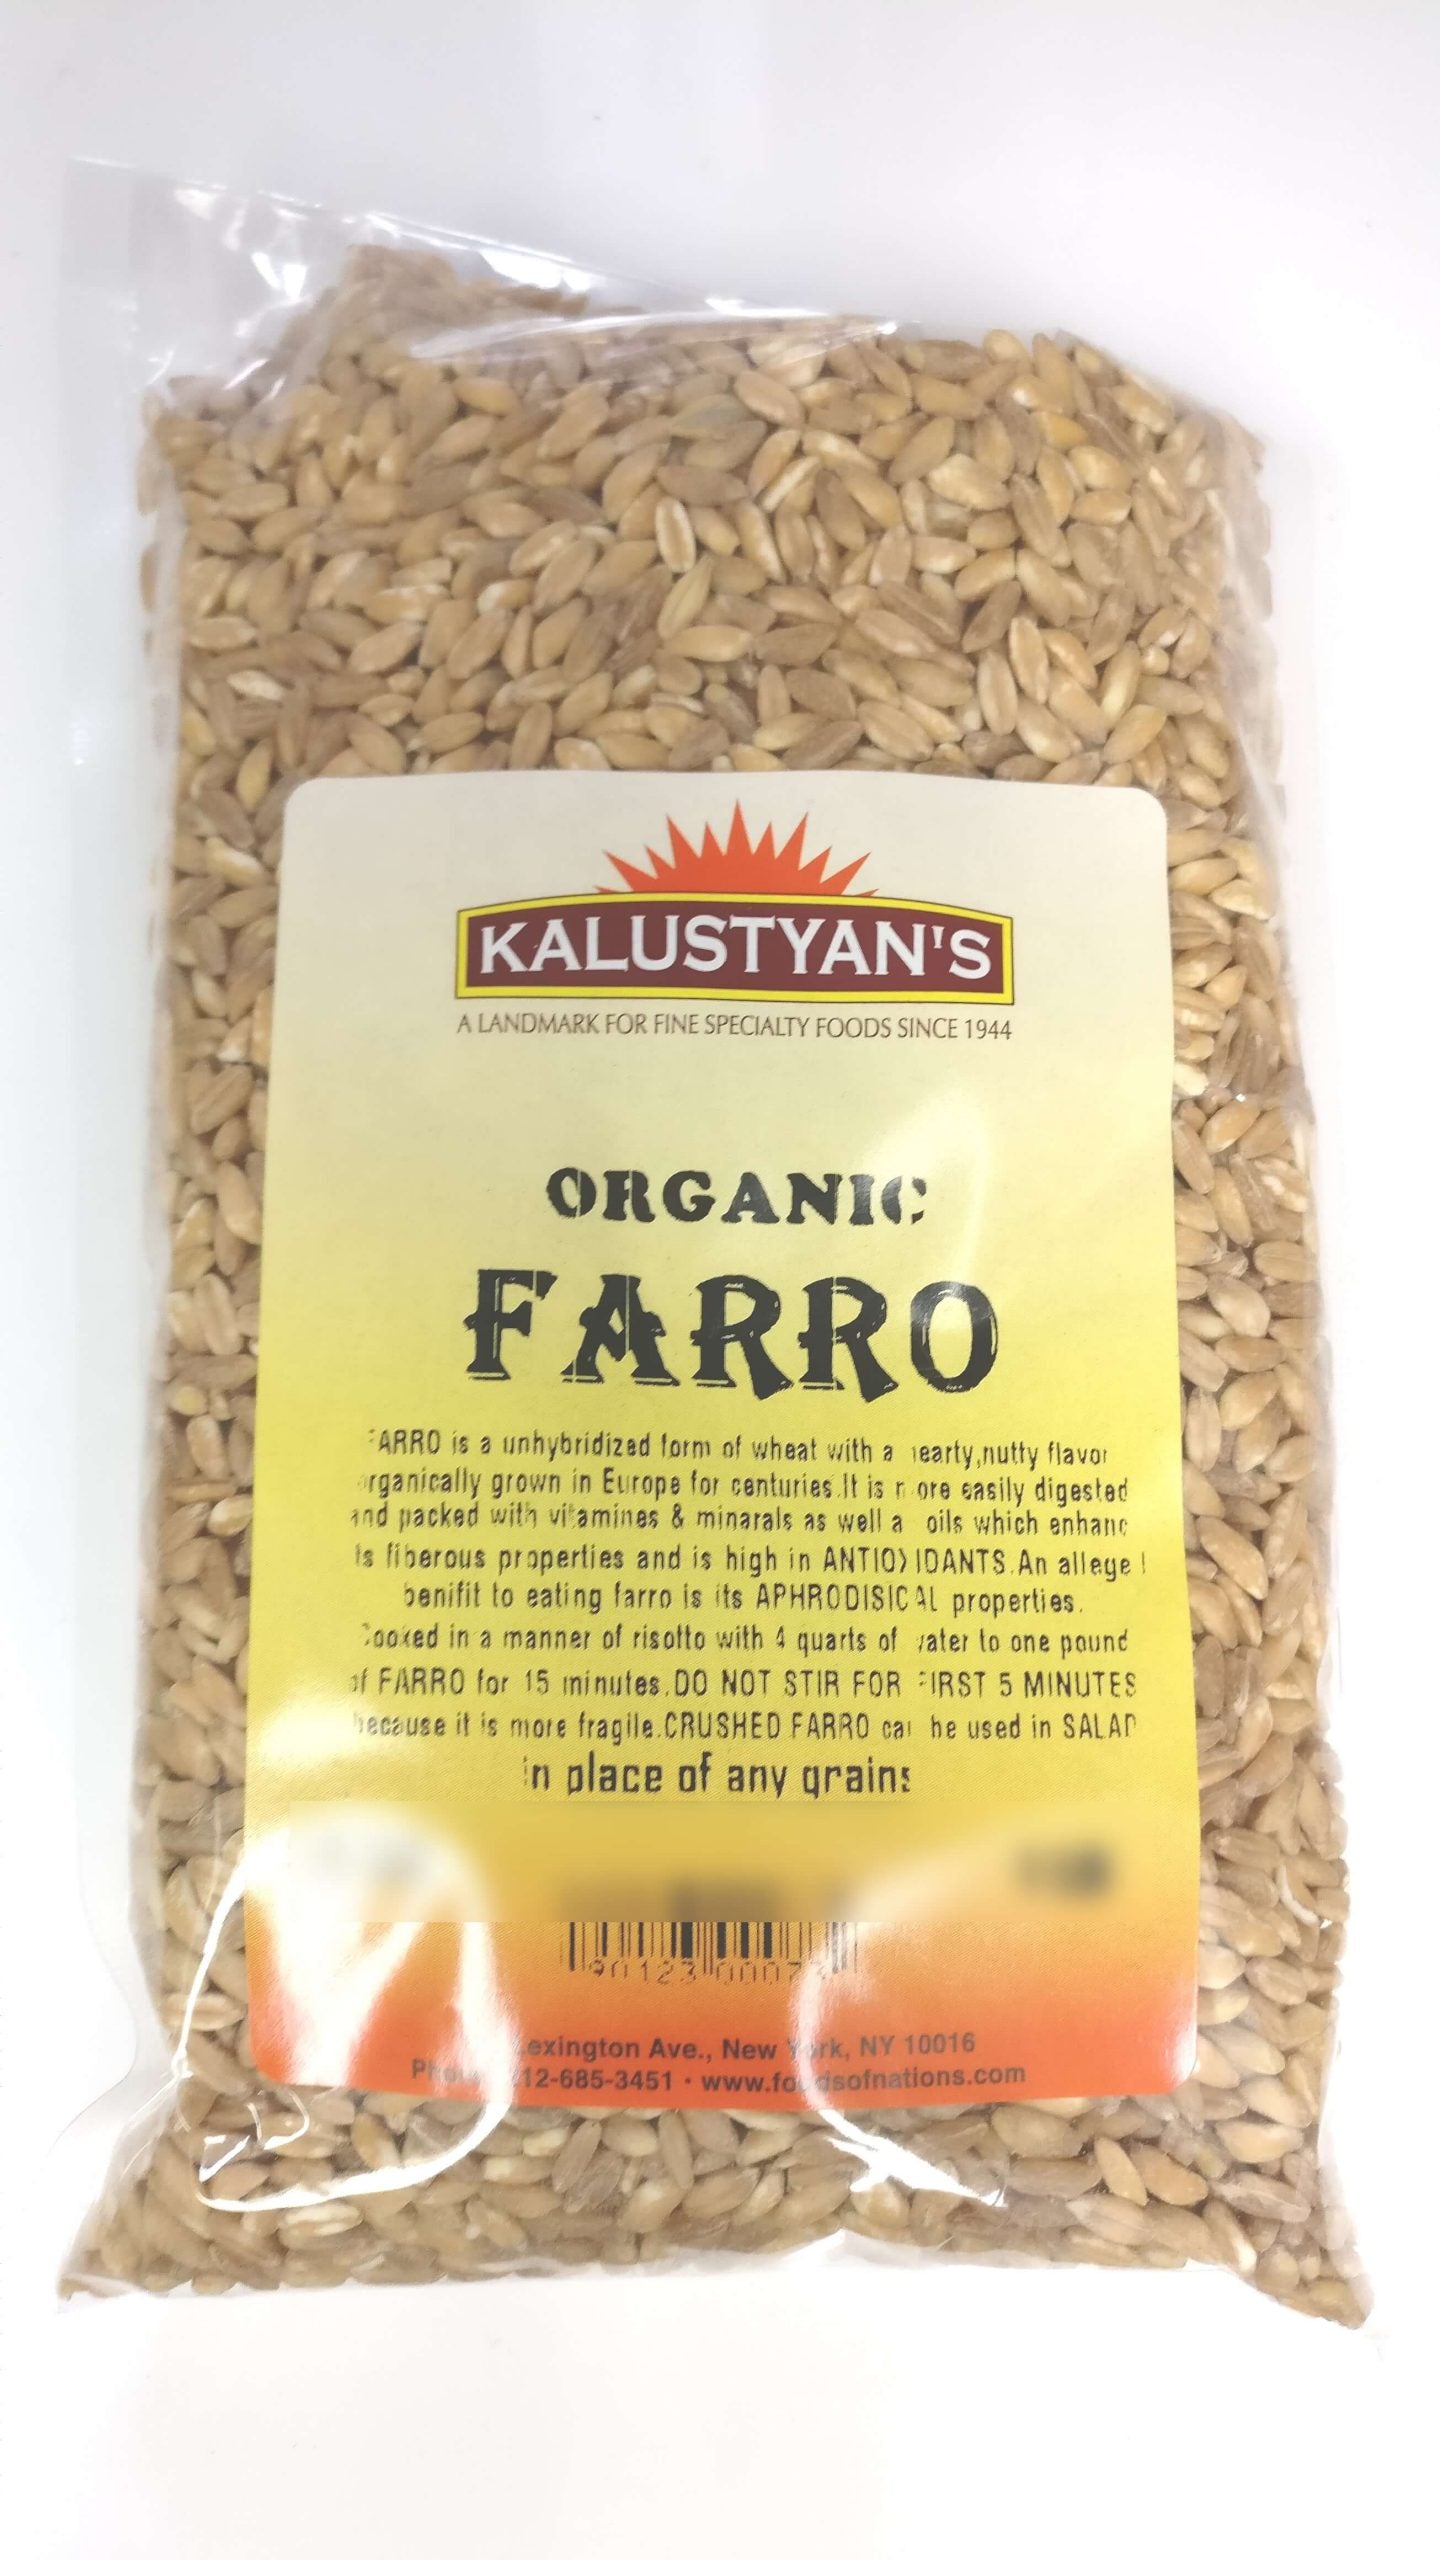 KALUSTYAN'S
A LANDMARK FOR FINE SPECIALTY FOODS SINCE 1944
ORGANIC
FARRO
FARRO is a unhybridized form of wheat with a hearty,nutty flavor
organically grown in Europe for centuries.It is more easily digested
and packed with vitamines & minarals as well a oils which enhanc
is fiberous properties and is high in ANTIOXIDANTS.An allege
benifit to eating farro is its APHRODISICAL properties.
Cooked in a manner of risotto with 4 quarts of water to one pound
of FARRO for 15 minutes.DO NOT STIR FOR FIRST 5 MINUTES
because it is more fragile.CRUSHED FARRO can be used in SALAD
in place of any grains
Lexington Ave., New York, NY 10016
Phone 212-685-3451 • www.foodsofnations.com